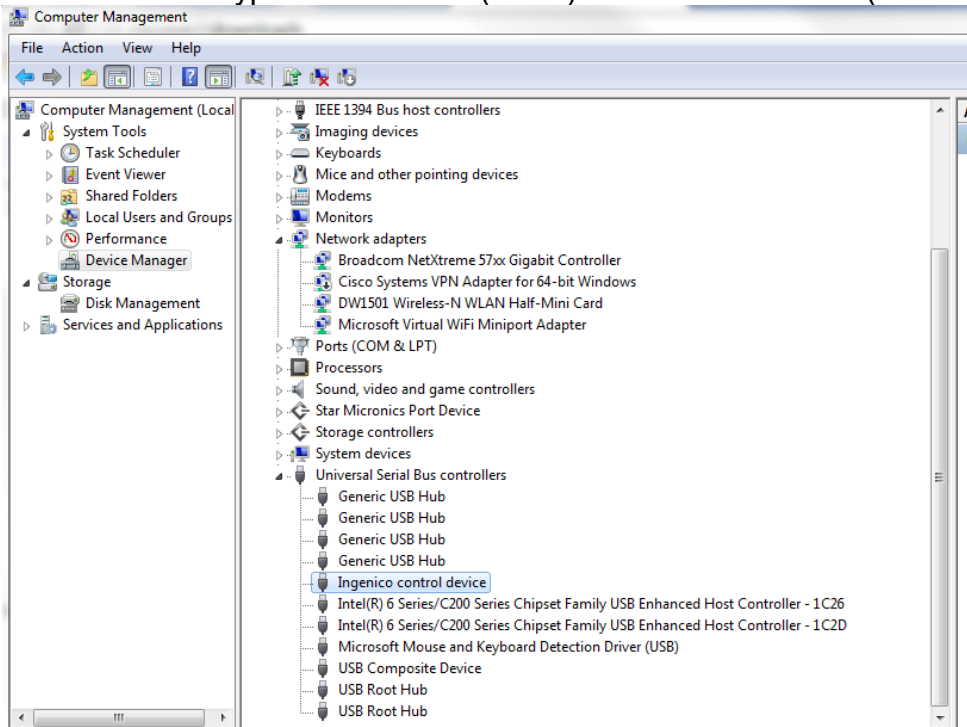 Computer Management
File Action View Help
Computer Management (Local
System Tools
Task Scheduler
Event Viewer
Shared Folders
Local Users and Groups
Performance
Device Manager
Storage
Disk Management
Services and Applications
IEEE 1394 Bus host controllers
Imaging devices
Keyboards
Mice and other pointing devices
Modems
Monitors
Network adapters
Broadcom NetXtreme 57xx Gigabit Controller
Cisco Systems VPN Adapter for 64-bit Windows
DW1501 Wireless-N WLAN Half-Mini Card
Microsoft Virtual WiFi Miniport Adapter
Ports (COM & LPT)
Processors
Sound, video and game controllers
Star Micronics Port Device
Storage controllers
System devices
Universal Serial Bus controllers
Generic USB Hub
Generic USB Hub
Generic USB Hub
Generic USB Hub
Ingenico control device
Intel(R) 6 Series/C200 Series Chipset Family USB Enhanced Host Controller - 1C26
Intel(R) 6 Series/C200 Series Chipset Family USB Enhanced Host Controller - 1C2D
Microsoft Mouse and Keyboard Detection Driver (USB)
USB Composite Device
USB Root Hub
USB Root Hub